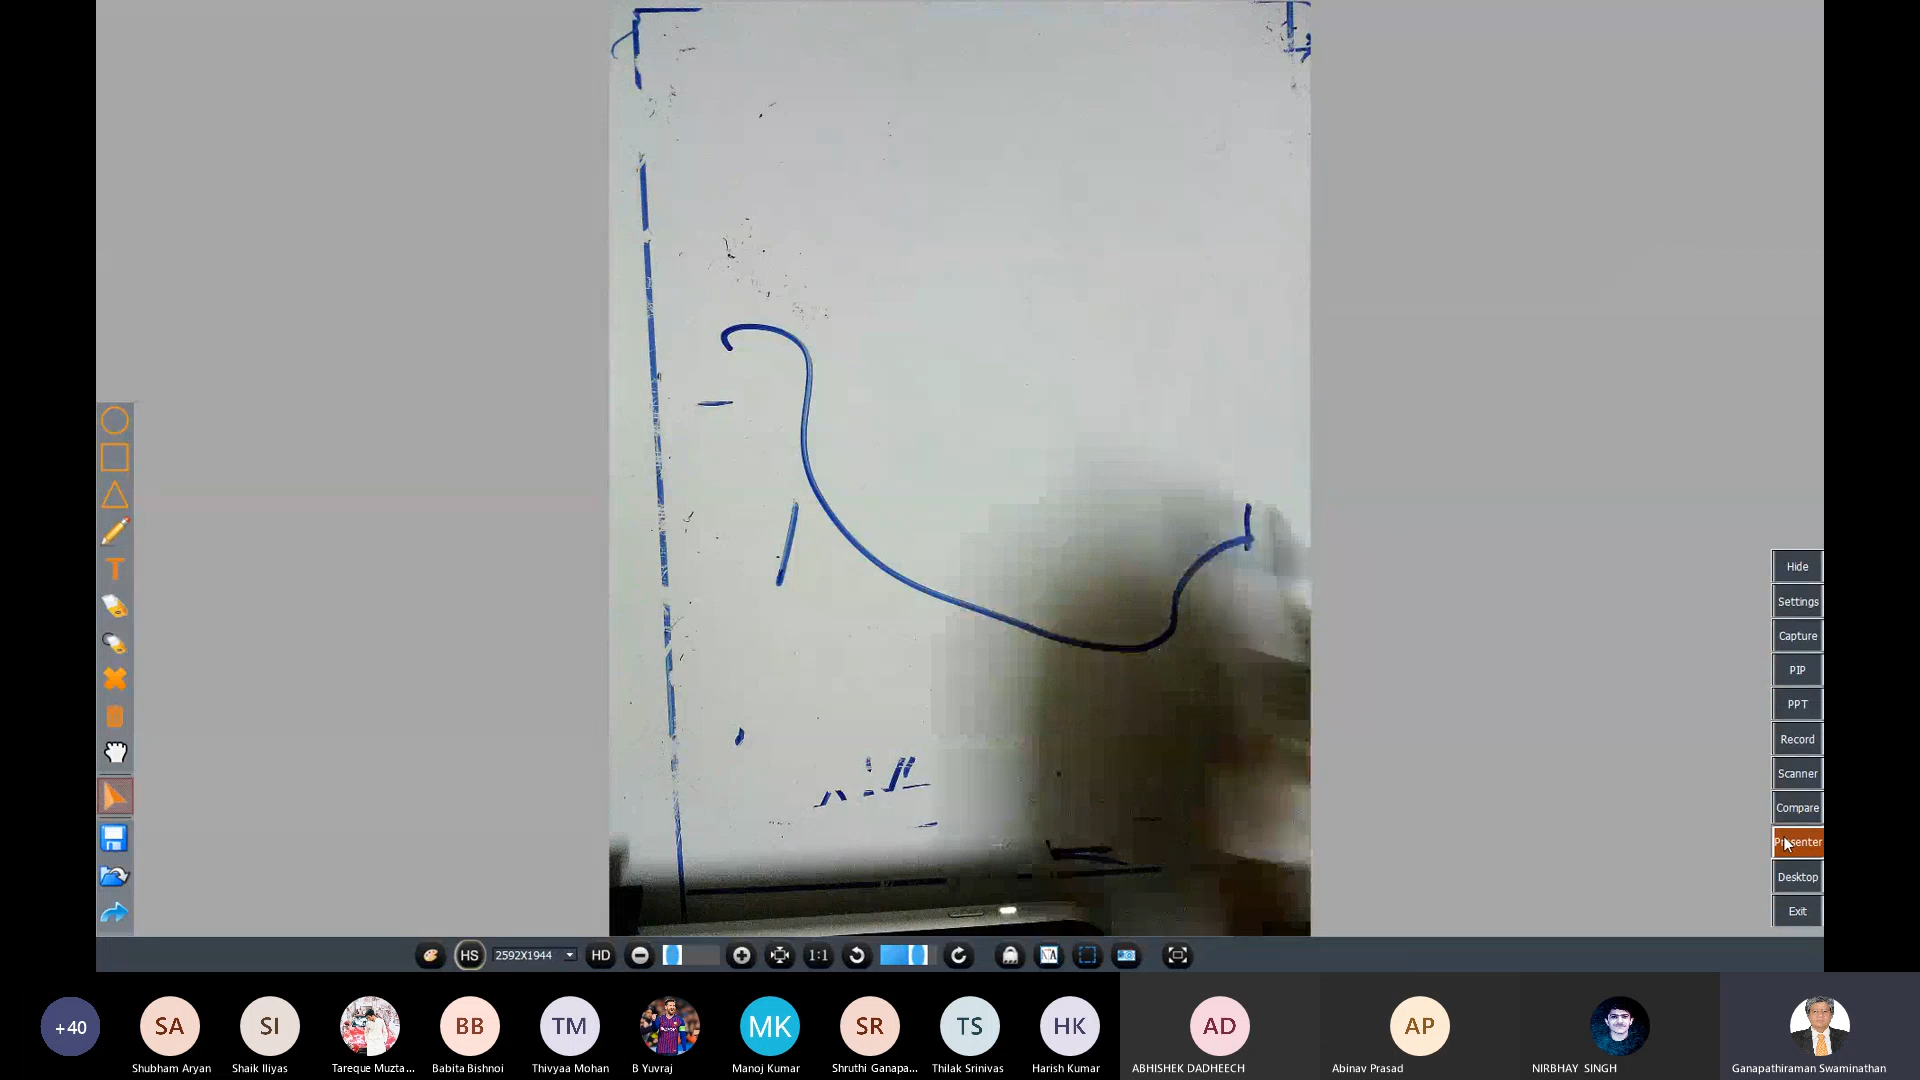 T
Hide
Settings
Capture
PIP
PPT
Record
Scanner
Compare
Presenter
Desktop
Exit
HS 2592X1944 HD 1:1
+40 SA SI BB TM MK SR TS HK AD AP
Shubham Aryan Shaik Iliyas Tareque Muzta... Babita Bishnoi Thivyaa Mohan B Yuvraj Manoj Kumar Shruthi Ganapa... Thilak Srinivas Harish Kumar ABHISHEK DADHEECH Abinav Prasad NIRBHAY SINGH Ganapathiraman Swaminathan